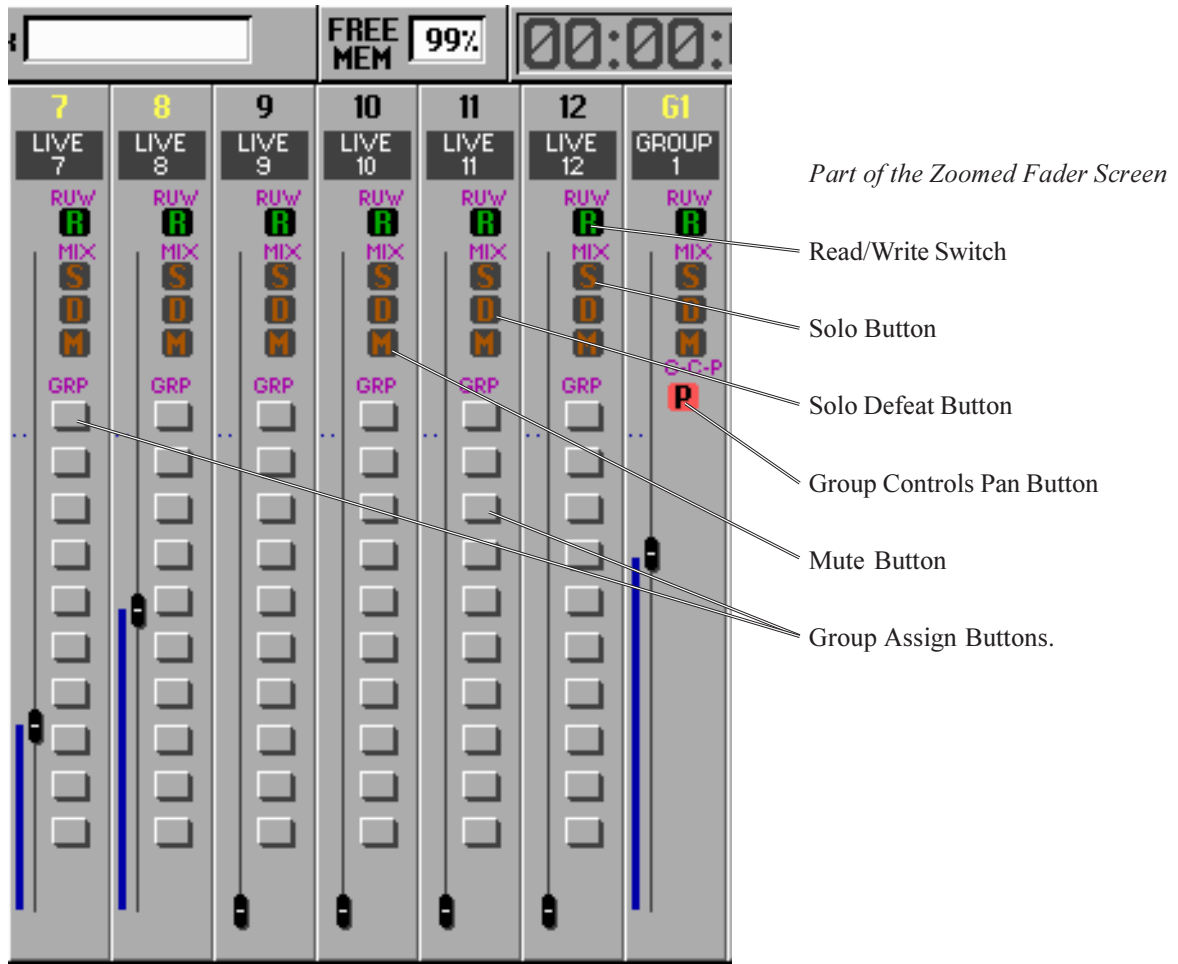 FREE MEM 99% 00:00:
7 8 9 10 11 12 G1
LIVE 7 LIVE 8 LIVE 9 LIVE 10 LIVE 11 LIVE 12 GROUP 1
RUW RUW RUW RUW RUW RUW RUW
R R R R R R R
MIX MIX MIX MIX MIX MIX MIX
S S S S S S S
D D D D D D D
M M M M M M M
GRP GRP GRP GRP GRP GRP G-C-P
P
Part of the Zoomed Fader Screen
Read/Write Switch
Solo Button
Solo Defeat Button
Group Controls Pan Button
Mute Button
Group Assign Buttons.